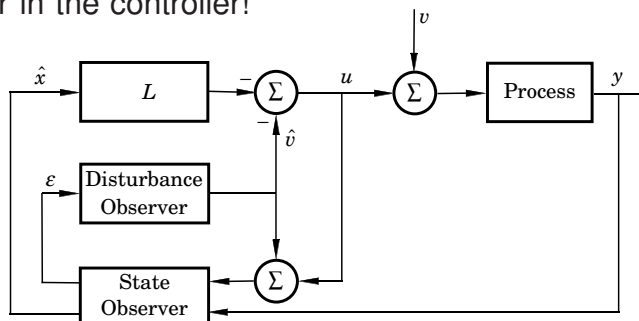 r in the controller!
v
x̂
L
−
Σ
u
Σ
Process
y
−
v̂
ε
Disturbance
Observer
Σ
State
Observer